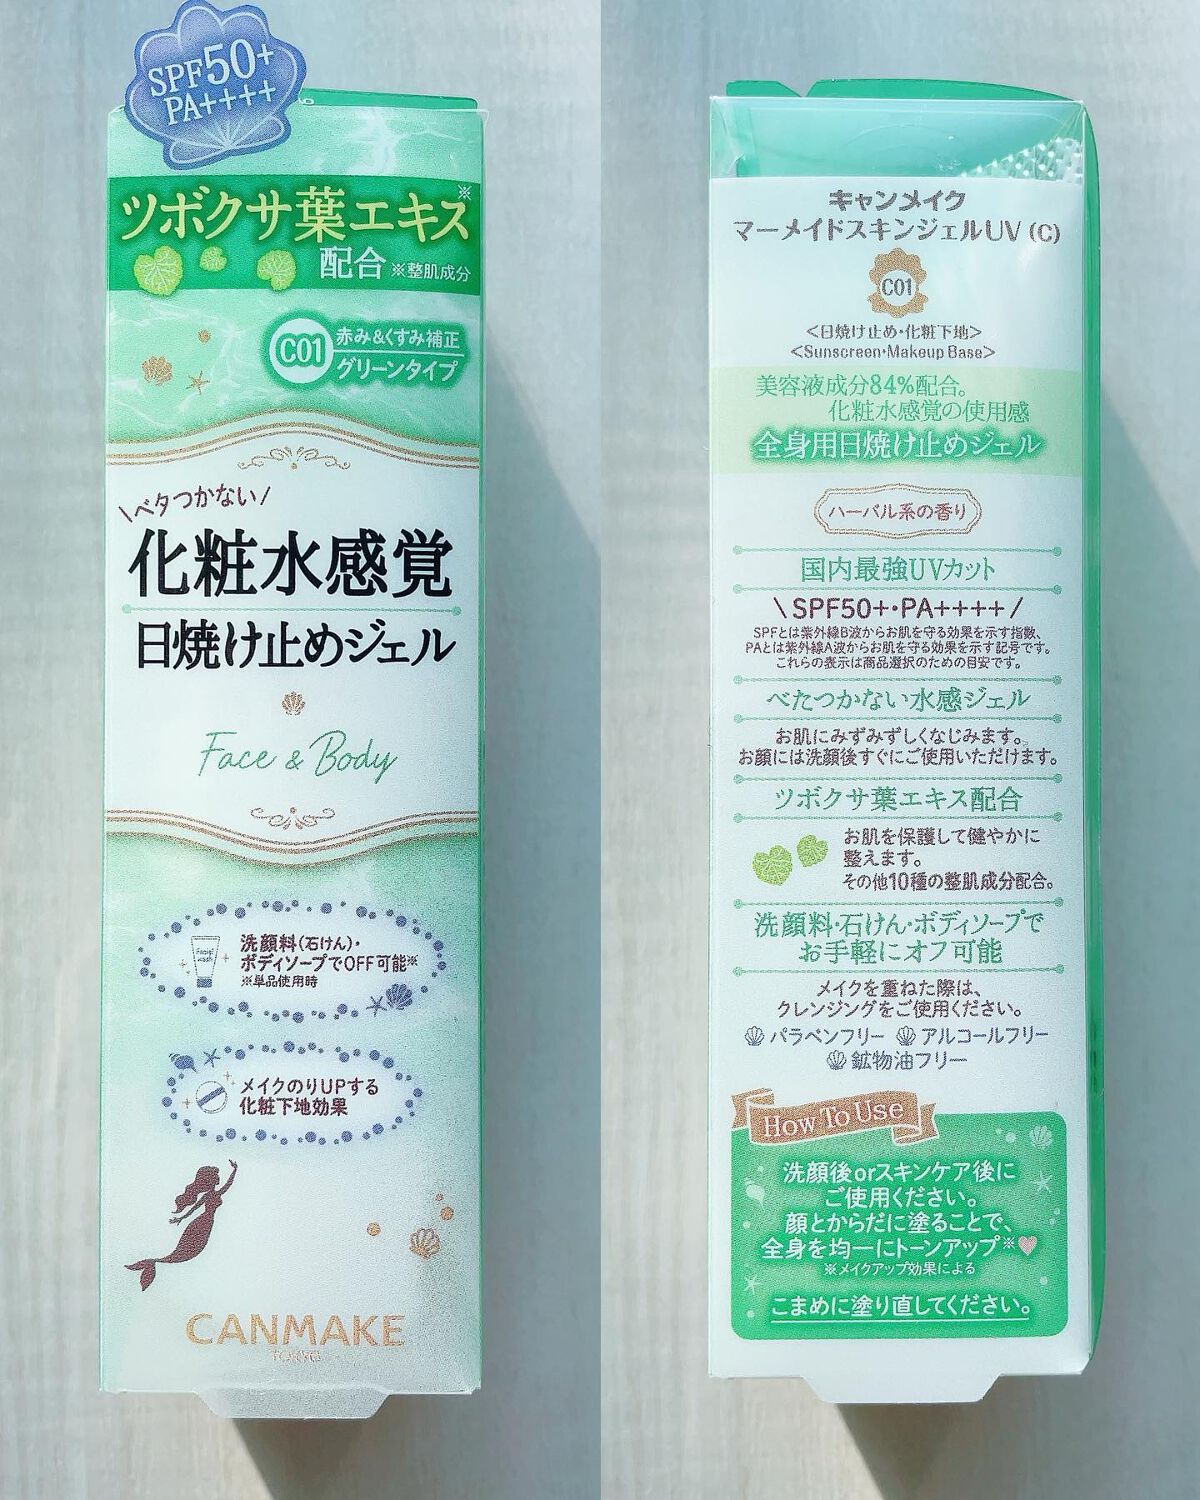 SPF50+
PA++++
ツボクサ葉エキス※
配合 ※整肌成分
C01
赤み&くすみ補正
グリーンタイプ
\ベタつかない/
化粧水感覚
日焼け止めジェル
Face & Body
Facial
wash
洗顔料(石けん)・
ボディソープでOFF可能※
※単品使用時
メイクのりUPする
化粧下地効果
CANMAKE
TOKYO
キャンメイク
マーメイドスキンジェルUV (C)
C01
<日焼け止め・化粧下地>
<Sunscreen・Makeup Base>
美容液成分84%配合。
化粧水感覚の使用感
全身用日焼け止めジェル
ハーバル系の香り
国内最強UVカット
\SPF50+・PA++++/
SPFとは紫外線B波からお肌を守る効果を示す指数、
PAとは紫外線A波からお肌を守る効果を示す記号です。
これらの表示は商品選択のための目安です。
べたつかない水感ジェル
お肌にみずみずしくなじみます。
お顔には洗顔後すぐにご使用いただけます。
ツボクサ葉エキス配合
お肌を保護して健やかに
整えます。
その他10種の整肌成分配合。
洗顔料・石けん・ボディソープで
お手軽にオフ可能
メイクを重ねた際は、
クレンジングをご使用ください。
パラベンフリー アルコールフリー
鉱物油フリー
How To Use
洗顔後orスキンケア後に
ご使用ください。
顔とからだに塗ることで、
全身を均一にトーンアップ※
※メイクアップ効果による
こまめに塗り直してください。